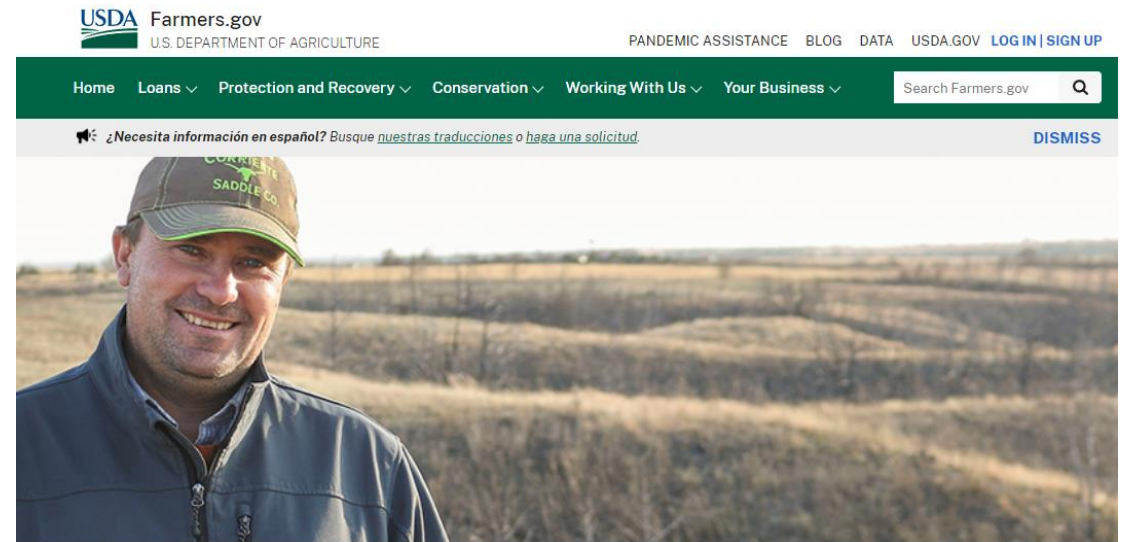 USDA Farmers.gov
U.S. DEPARTMENT OF AGRICULTURE
PANDEMIC ASSISTANCE BLOG DATA USDA.GOV LOG IN | SIGN UP
Home Loans Protection and Recovery Conservation Working With Us Your Business Search Farmers.gov
¿Necesita información en español? Busque nuestras traducciones o haga una solicitud. DISMISS
CORRIENTE
SADDLE CO.